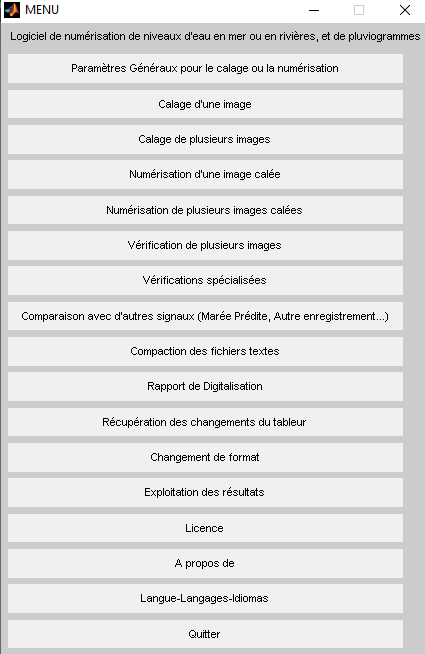 MENU
Logiciel de numérisation de niveaux d'eau en mer ou en rivières, et de pluviogrammes
Paramètres Généraux pour le calage ou la numérisation
Calage d'une image
Calage de plusieurs images
Numérisation d'une image calée
Numérisation de plusieurs images calées
Vérification de plusieurs images
Vérifications spécialisées
Comparaison avec d'autres signaux (Marée Prédite, Autre enregistrement...)
Compaction des fichiers textes
Rapport de Digitalisation
Récupération des changements du tableur
Changement de format
Exploitation des résultats
Licence
A propos de
Langue-Langages-Idiomas
Quitter